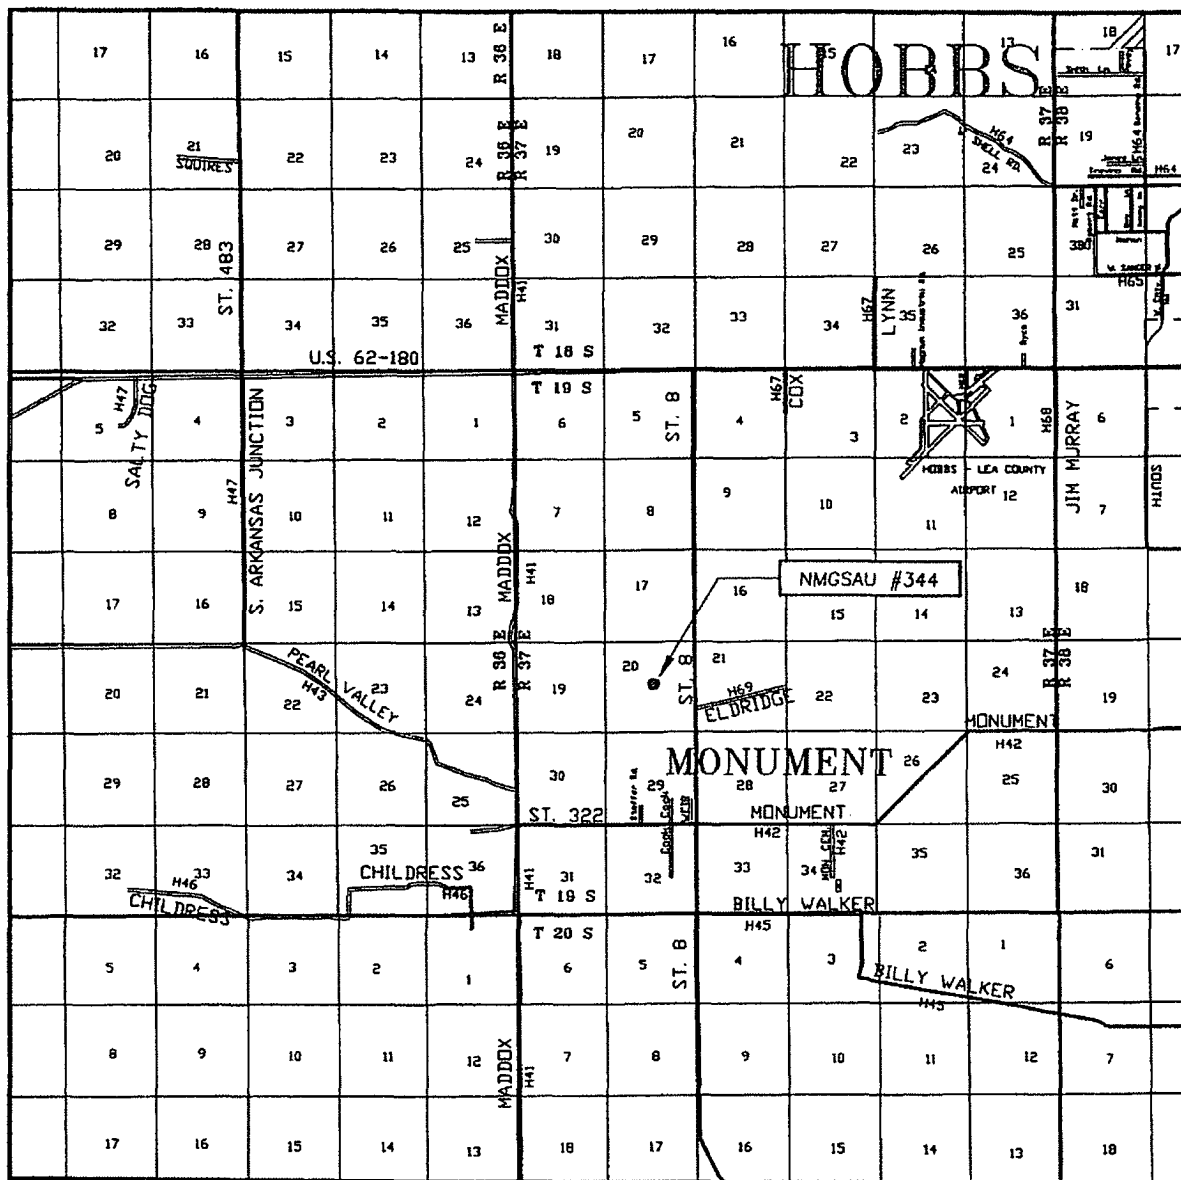 17 16 15 14 13 R 36 E 18 17 16 15 13 18 17
HOBBS
Smith Ln.
R 36 E
R 37 E
R 37 E
R 38 E
20 21 22 23 24 19 20 21 22 23 24 19
SQUIRES
H64
SHELL RD.
H64
H64
29 28 27 26 25 30 29 28 27 26 25 30
ST. 483
MADDOX
H41
W. SANGER
H65
32 33 34 35 36 31 32 33 34 35 36 31
H67
LYNN
U.S. 62-180
T 18 S
T 19 S
H47
SALTY DOG
5 4 3 2 1 6 5 4 3 2 1 6
ST. 8
H67
COX
H68
JIM MURRAY
S. ARKANSAS JUNCTION
H47
HOBBS - LEA COUNTY
AIRPORT
SOUTH
8 9 10 11 12 7 8 9 10 11 12 7
MADDOX
H41
NMGSAU #344
17 16 15 14 13 18 17 16 15 14 13 18
R 36 E
R 37 E
R 37 E
R 38 E
PEARL VALLEY
H43
20 21 22 23 24 19 20 21 22 23 24 19
ST. 8
H69
ELDRIDGE
MONUMENT
H42
MONUMENT
29 28 27 26 25 30 29 28 27 26 25 30
Cook
ST. 322
MONUMENT
H42
H42
32 33 34 35 36 31 32 33 34 35 36 31
CHILDRESS
H46
H46
CHILDRESS
H41
T 19 S
BILLY WALKER
H45
T 20 S
5 4 3 2 1 6 5 4 3 2 1 6
ST. 8
BILLY WALKER
H45
8 9 10 11 12 7 8 9 10 11 12 7
MADDOX
H41
17 16 15 14 13 18 17 16 15 14 13 18